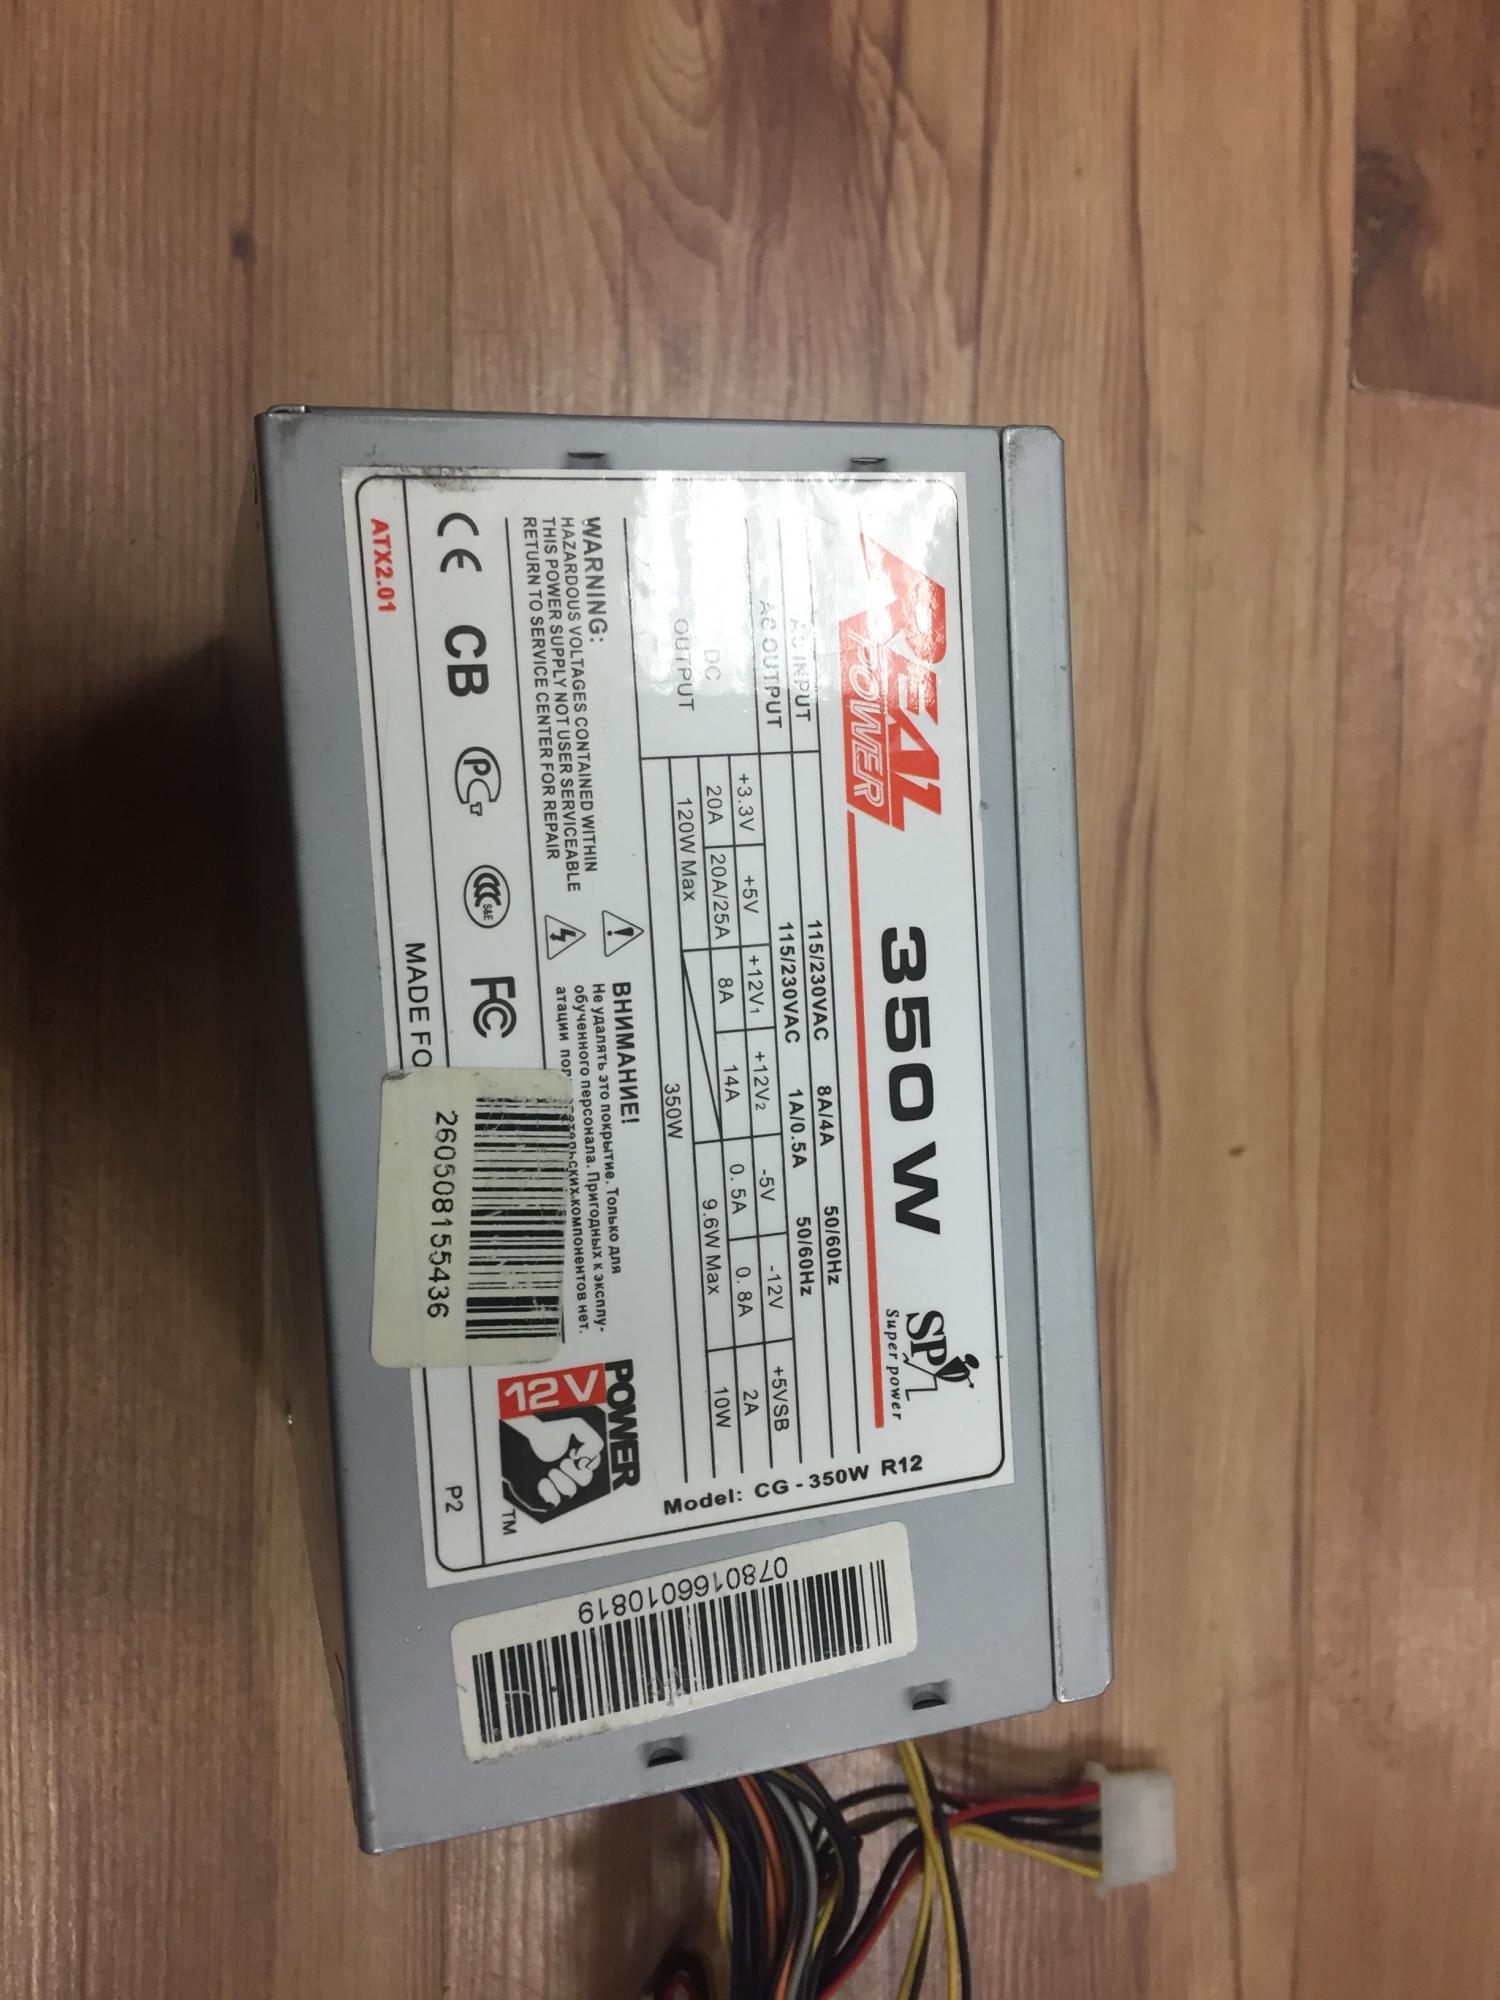 REAL
POWER
350W
SPI
Super power
AC INPUT 115/230VAC 8A/4A 50/60Hz
AC OUTPUT 115/230VAC 1A/0.5A 50/60Hz
DC
OUTPUT
+3.3V +5V +12V1 +12V2 -5V -12V +5VSB
20A 20A/25A 8A 14A 0.5A 0.8A 2A
120W Max 9.6W Max 10W
350W
Model: CG-350W R12
WARNING:
HAZARDOUS VOLTAGES CONTAINED WITHIN
THIS POWER SUPPLY NOT USER SERVICEABLE
RETURN TO SERVICE CENTER FOR REPAIR
ВНИМАНИЕ!
Не удалять это покрытие. Только для
обученного персонала. Пригодных к эксплу-
атации компонентов нет.
POWER
12V
TM
CE CB PCT CCC S&E FC
ATX2.01
MADE FO
P2
260508155436
0780166010819